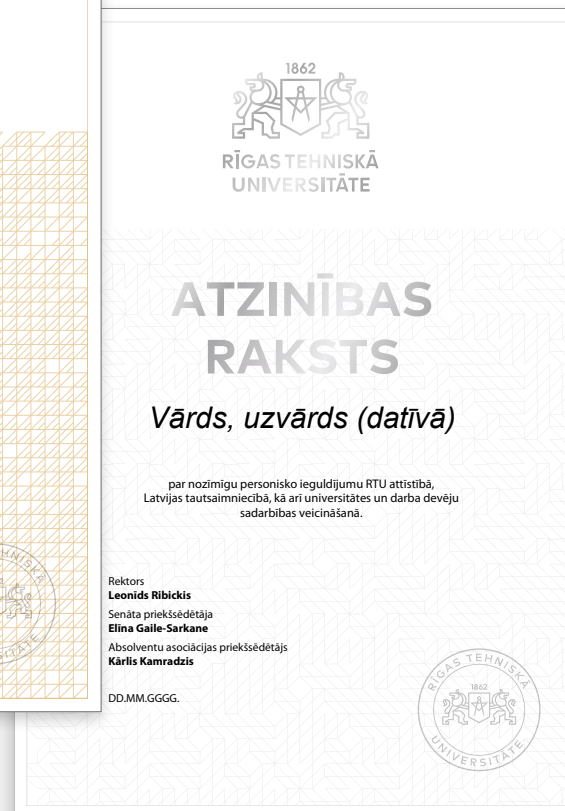 1862
RĪGAS TEHNISKĀ
UNIVERSITĀTE
ATZINĪBAS
RAKSTS
Vārds, uzvārds (datīvā)
par nozīmīgu personisko ieguldījumu RTU attīstībā,
Latvijas tautsaimniecībā, kā arī universitātes un darba devēju
sadarbības veicināšanā.
Rektors
Leonīds Ribickis
Senāta priekšsēdētāja
Elīna Gaile-Sarkane
Absolventu asociācijas priekšsēdētājs
Kārlis Kamradzis
DD.MM.GGGG.
RĪGAS TEHNISKĀ
1862
UNIVERSITĀTE